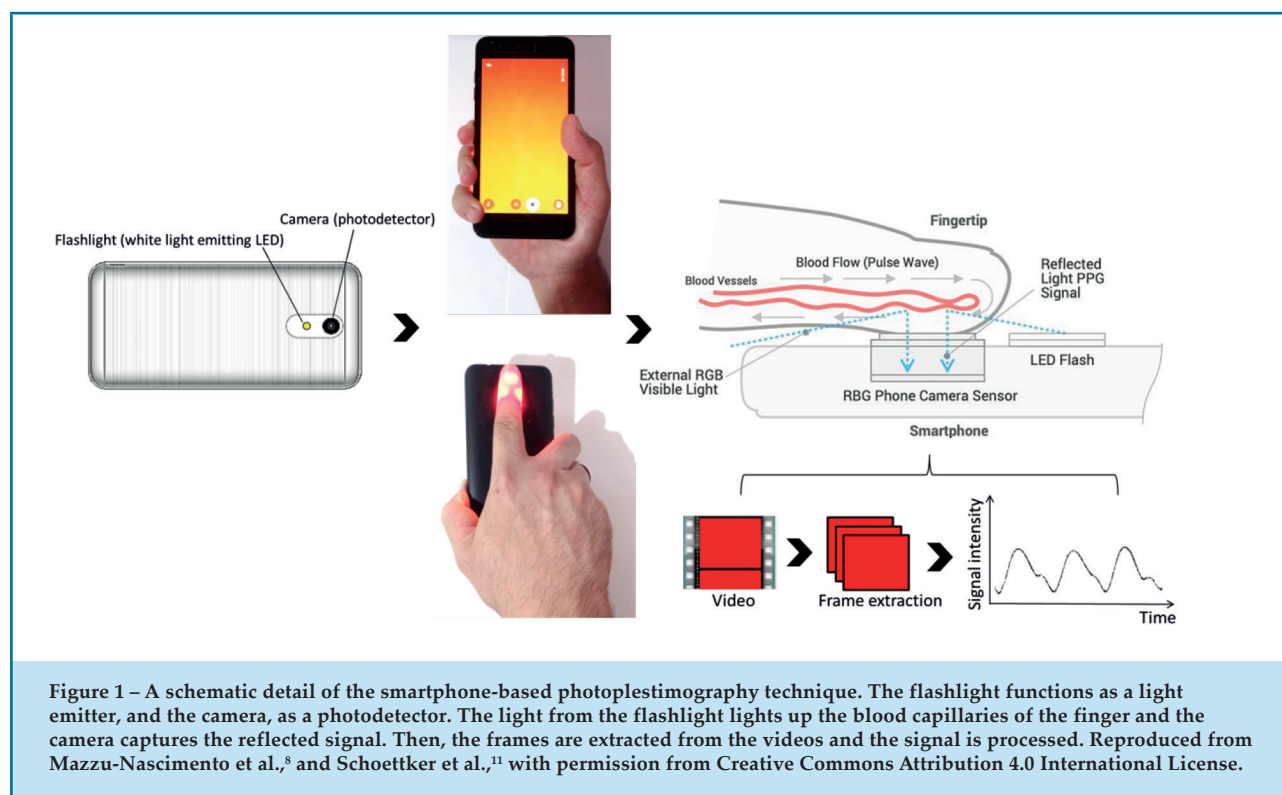 Camera (photodetector)
Flashlight (white light emitting LED)
Fingertip
Blood Flow (Pulse Wave)
Blood Vessels
Reflected
Light PPG
Signal
External RGB
Visible Light
LED Flash
RBG Phone Camera Sensor
Smartphone
Video
Frame extraction
Signal intensity
Time
Figure 1 – A schematic detail of the smartphone-based photoplestimography technique. The flashlight functions as a light
emitter, and the camera, as a photodetector. The light from the flashlight lights up the blood capillaries of the finger and the
camera captures the reflected signal. Then, the frames are extracted from the videos and the signal is processed. Reproduced from
Mazzu-Nascimento et al.,⁸ and Schoettker et al.,¹¹ with permission from Creative Commons Attribution 4.0 International License.